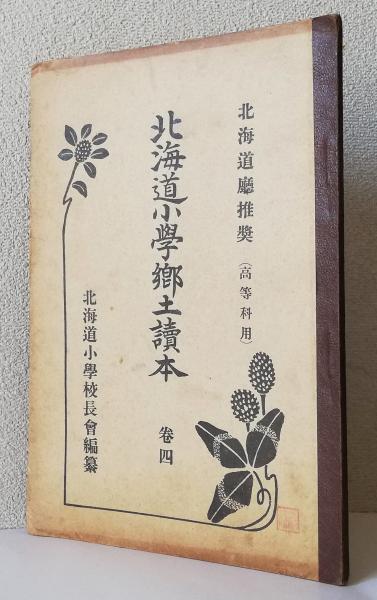 北海道廳推奬(高等科用)
北海道小學鄉土讀本
卷四
北海道小學校長會編纂